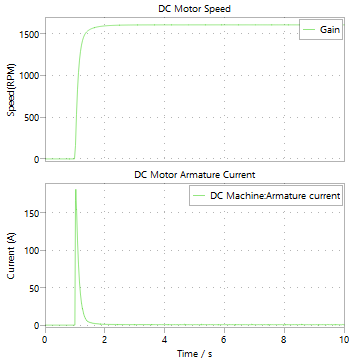 DC Motor Speed
Gain
Speed(RPM)
1500
1000
500
0
DC Motor Armature Current
DC Machine:Armature current
Current (A)
150
100
50
0
0 2 4 6 8 10
Time / s